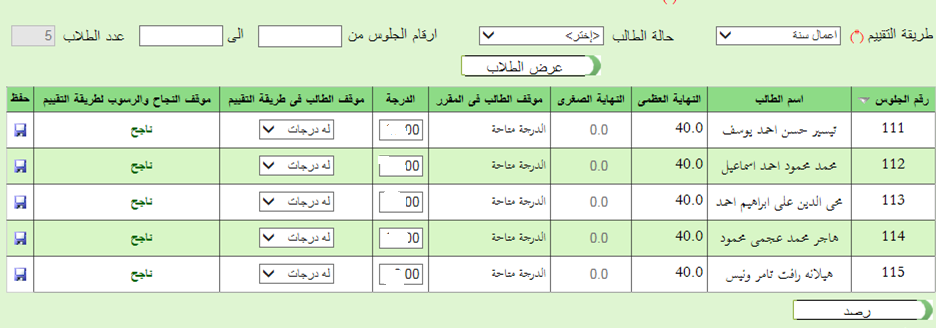 (*)
طريقة التقييم (*) اعمال سنة حالة الطالب <إختر> ارقام الجلوس من الى عدد الطلاب 5
عرض الطلاب
رقم الجلوس اسم الطالب النهاية العظمى النهاية الصغرى موقف الطالب فى المقرر الدرجة موقف الطالب فى طريقة التقييم موقف النجاح والرسوب لطريقة التقييم حفظ
111 تيسير حسن احمد يوسف 40.0 0.0 الدرجة متاحة 00 له درجات ناجح
112 محمد محمود احمد اسماعيل 40.0 0.0 الدرجة متاحة 00 له درجات ناجح
113 محى الدين على ابراهيم احمد 40.0 0.0 الدرجة متاحة 00 له درجات ناجح
114 هاجر محمد عجمى محمود 40.0 0.0 الدرجة متاحة 00 له درجات ناجح
115 هيلانه رافت تامر ونيس 40.0 0.0 الدرجة متاحة 00 له درجات ناجح
رصد